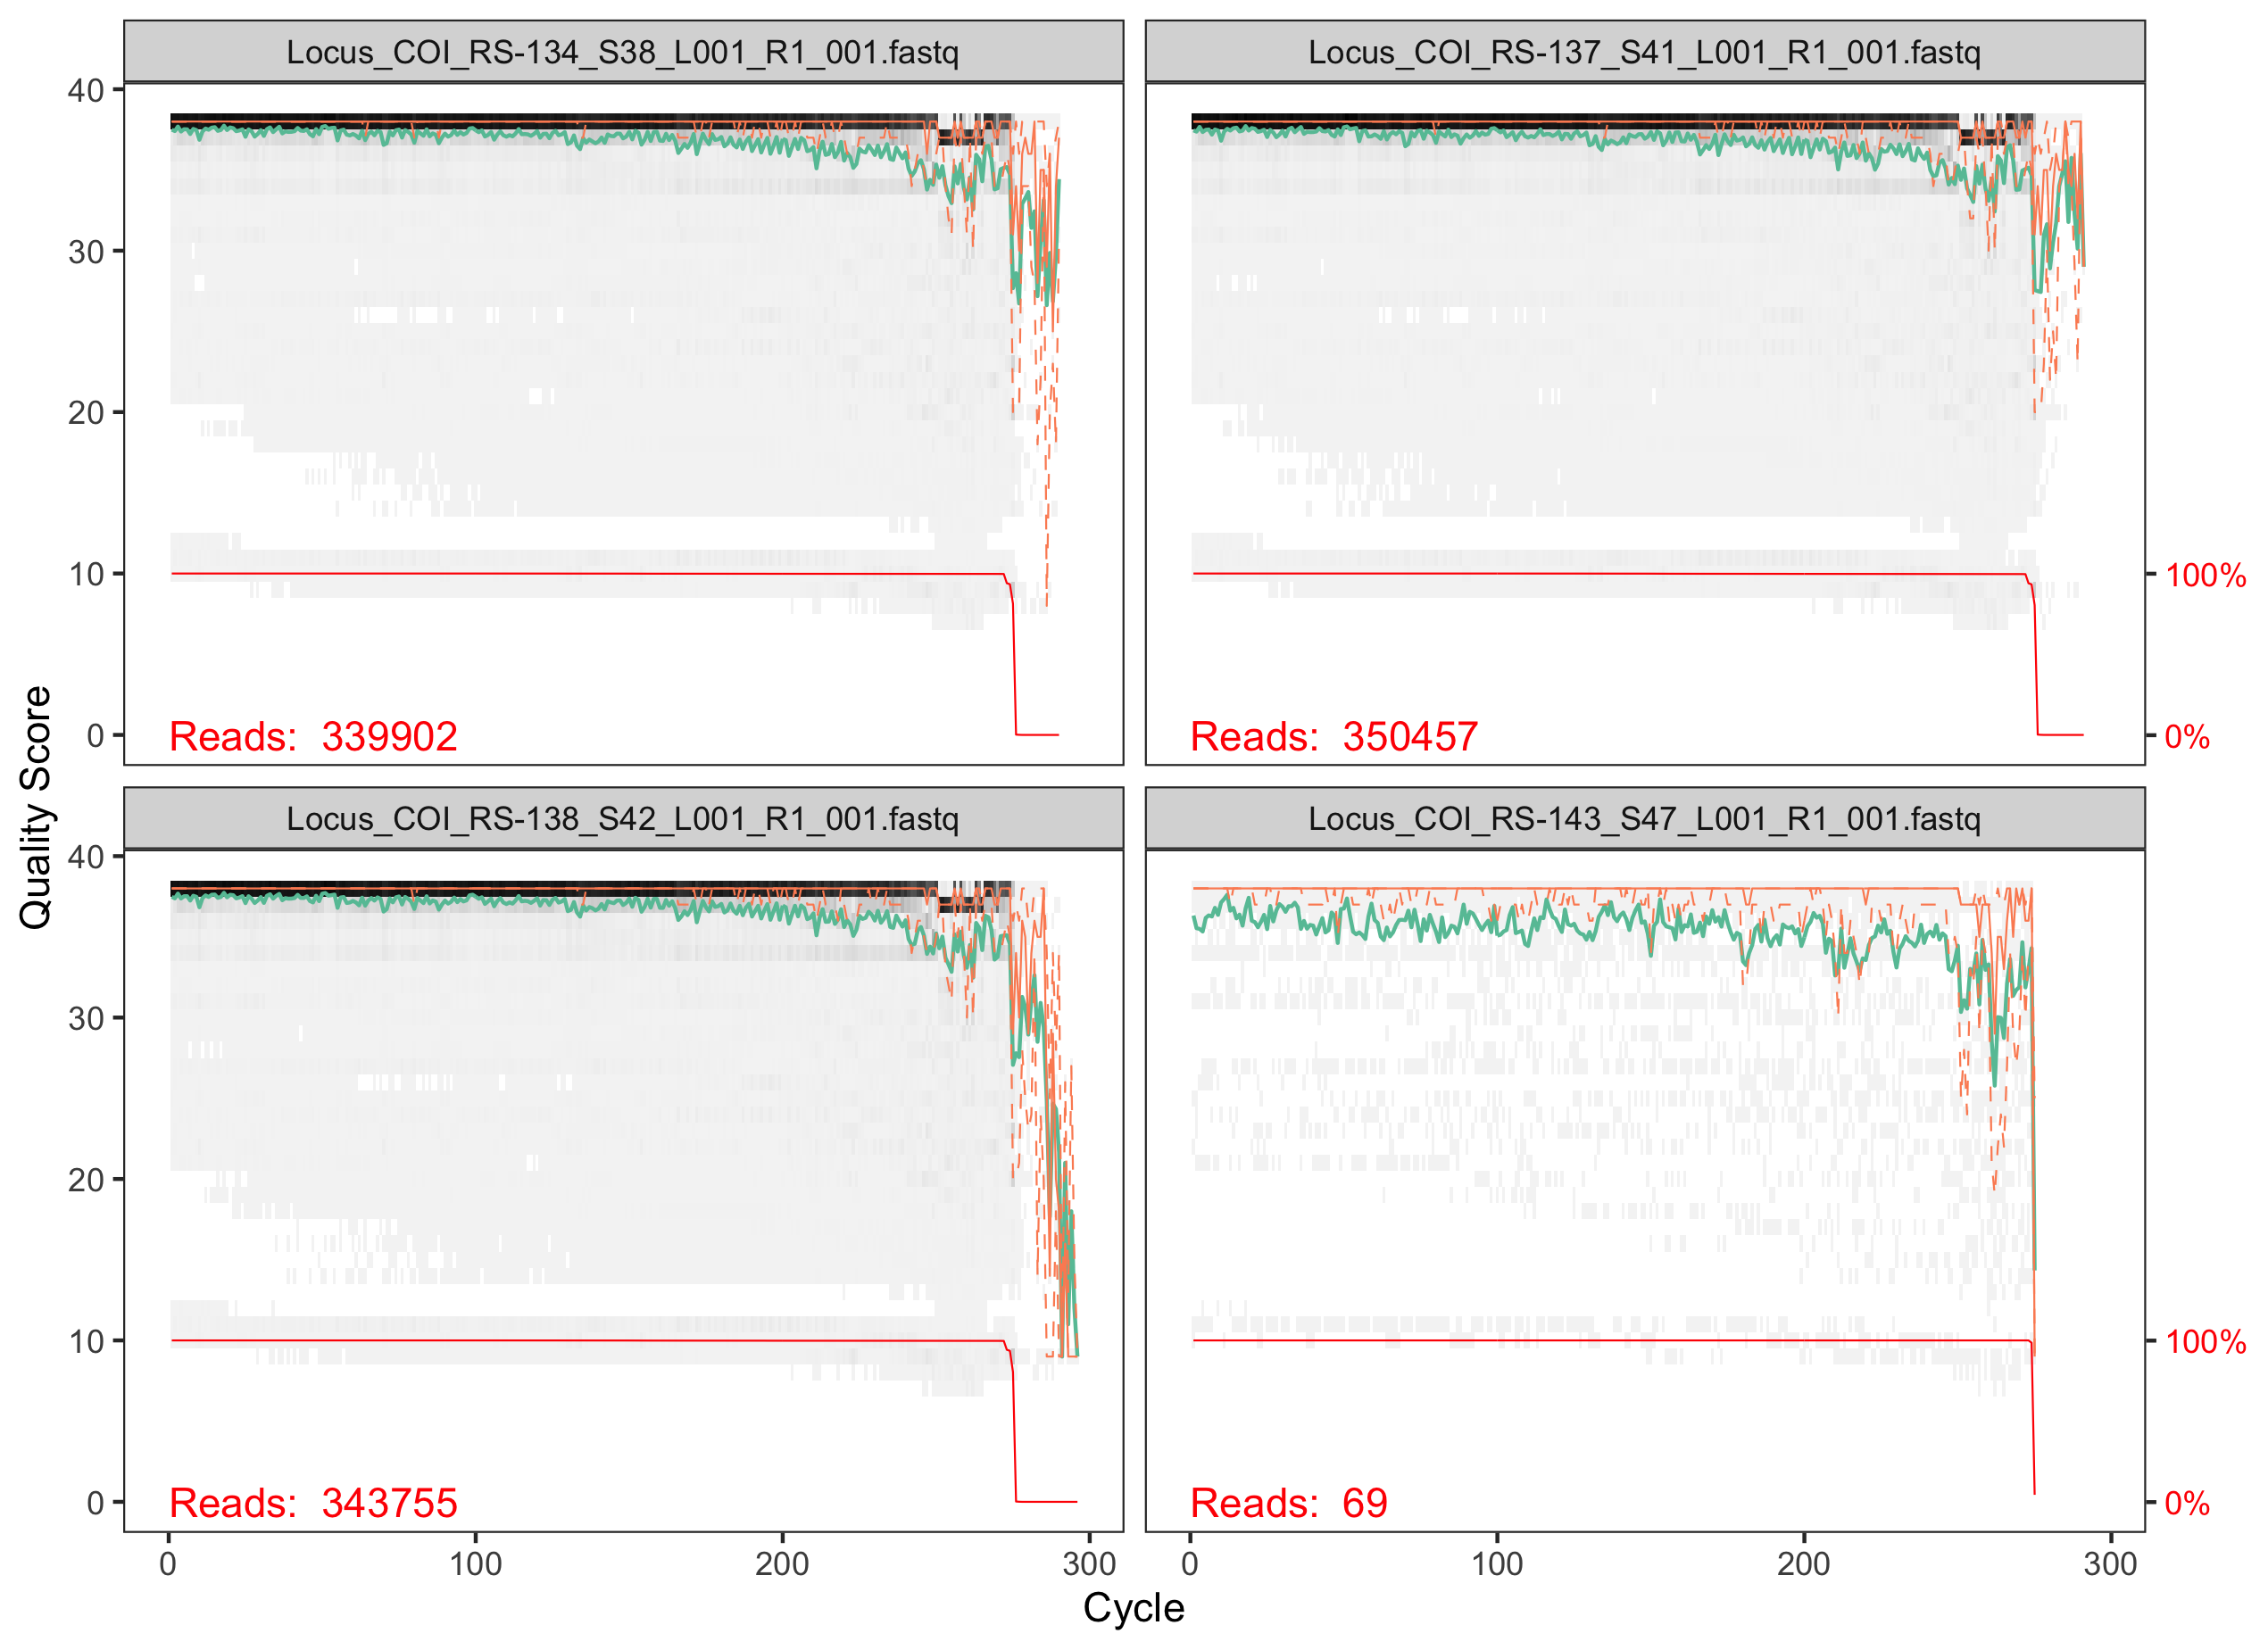 Locus_COI_RS-134_S38_L001_R1_001.fastq
Locus_COI_RS-137_S41_L001_R1_001.fastq
40
30
20
10
0
Reads: 339902
Reads: 350457
100%
0%
Quality Score
Locus_COI_RS-138_S42_L001_R1_001.fastq
Locus_COI_RS-143_S47_L001_R1_001.fastq
40
30
20
10
0
Reads: 343755
Reads: 69
100%
0%
0 100 200 300
0 100 200 300
Cycle